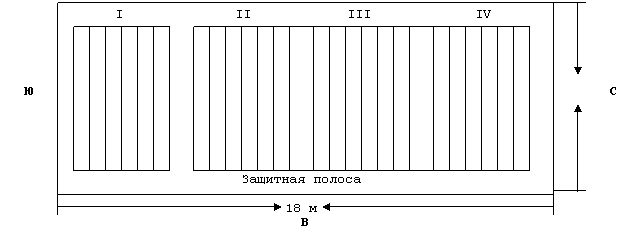 I II III IV
Ю С
Защитная полоса
18 м
В